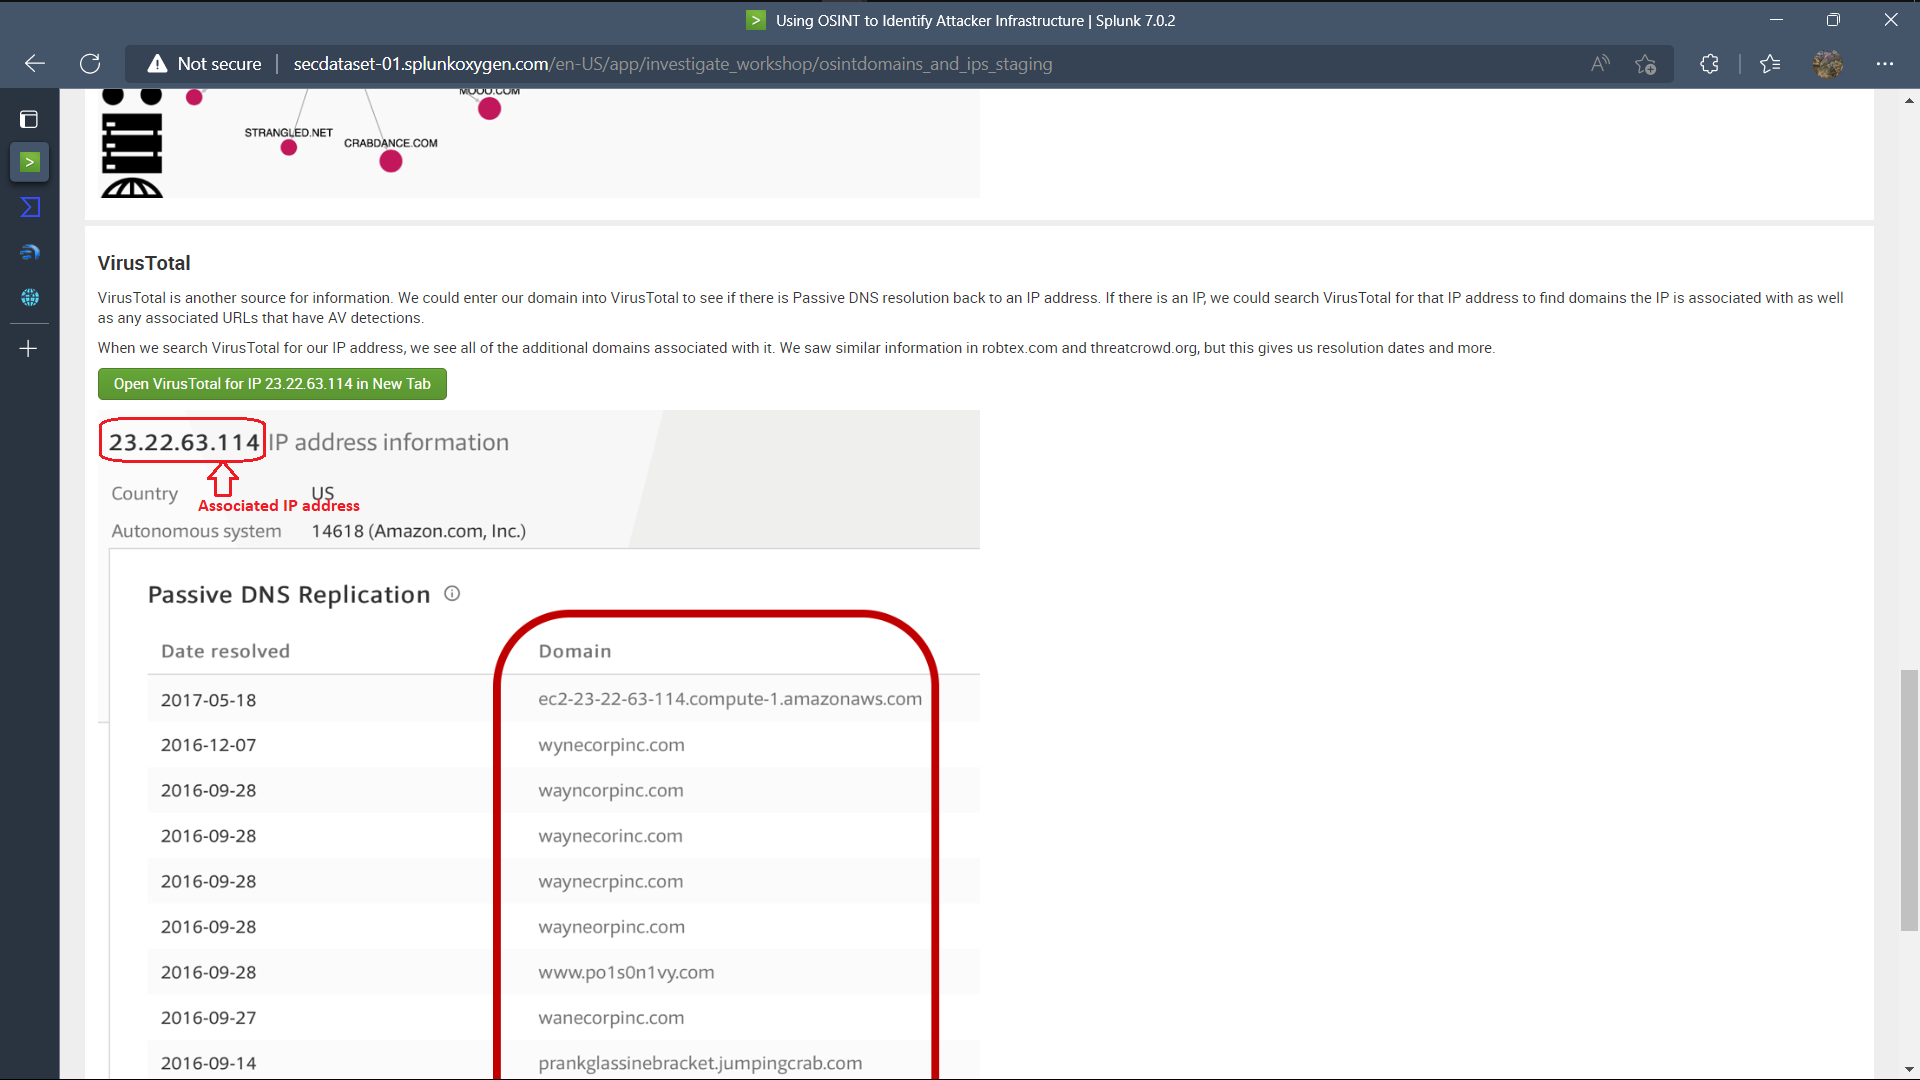 Using OSINT to Identify Attacker Infrastructure | Splunk 7.0.2
Not secure
secdataset-01.splunkoxygen.com/en-US/app/investigate_workshop/osintdomains_and_ips_staging
MOOO.COM
STRANGLED.NET
CRABDANCE.COM
VirusTotal
VirusTotal is another source for information. We could enter our domain into VirusTotal to see if there is Passive DNS resolution back to an IP address. If there is an IP, we could search VirusTotal for that IP address to find domains the IP is associated with as well
as any associated URLs that have AV detections.
When we search VirusTotal for our IP address, we see all of the additional domains associated with it. We saw similar information in robtex.com and threatcrowd.org, but this gives us resolution dates and more.
Open VirusTotal for IP 23.22.63.114 in New Tab
23.22.63.114 IP address information
Country US
Associated IP address
Autonomous system 14618 (Amazon.com, Inc.)
Passive DNS Replication
Date resolved Domain
2017-05-18 ec2-23-22-63-114.compute-1.amazonaws.com
2016-12-07 wynecorpinc.com
2016-09-28 wayncorpinc.com
2016-09-28 waynecorinc.com
2016-09-28 waynecrpinc.com
2016-09-28 wayneorpinc.com
2016-09-28 www.po1s0n1vy.com
2016-09-27 wanecorpinc.com
2016-09-14 prankglassinebracket.jumpingcrab.com